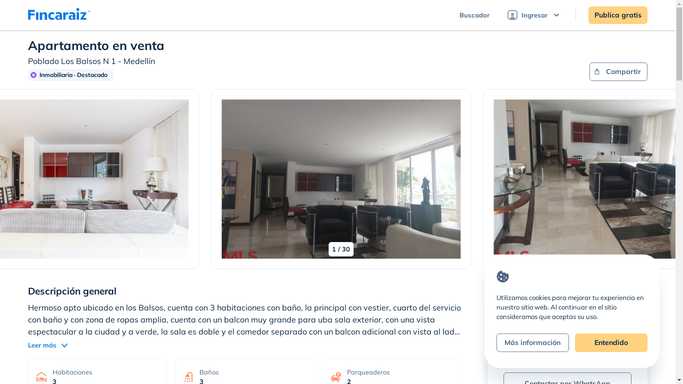 Fincaraiz
Buscador
Ingresar
Publica gratis
Apartamento en venta
Poblado Los Balsos N 1 - Medellín
Inmobiliaria · Destacado
Compartir
MLS
1 / 30
Descripción general
Hermoso apto ubicado en los Balsos, cuenta con 3 habitaciones con baño, la principal con vestier, cuarto del servicio
con baño y con zona de ropas amplia, cuenta con un balcon muy grande para uba sala exterior, con una vista
espectacular a la ciudad y a verde, la sala es doble y el comedor separado con un balcon adicional con vista al lad...
Leer más
Habitaciones
3
Baños
3
Parqueaderos
2
Utilizamos cookies para mejorar tu experiencia en
nuestro sitio web. Al continuar en el sitio
consideramos que aceptas su uso.
Más información
Entendido
Contactar por WhatsApp